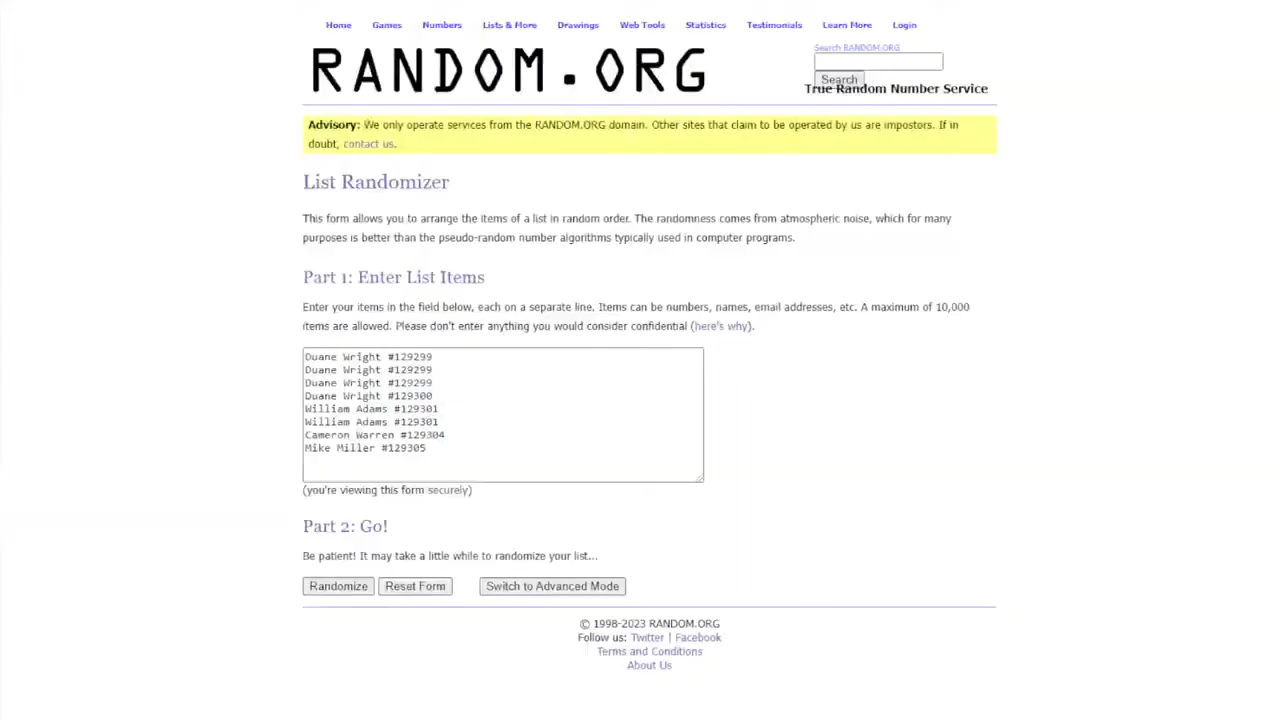 Home Games Numbers Lists & More Drawings Web Tools Statistics Testimonials Learn More Login
RANDOM.ORG
Search RANDOM.ORG
Search
True Random Number Service
Advisory: We only operate services from the RANDOM.ORG domain. Other sites that claim to be operated by us are impostors. If in
doubt, contact us.
List Randomizer
This form allows you to arrange the items of a list in random order. The randomness comes from atmospheric noise, which for many
purposes is better than the pseudo-random number algorithms typically used in computer programs.
Part 1: Enter List Items
Enter your items in the field below, each on a separate line. Items can be numbers, names, email addresses, etc. A maximum of 10,000
items are allowed. Please don't enter anything you would consider confidential (here's why).
Duane Wright #129299
Duane Wright #129299
Duane Wright #129299
Duane Wright #129300
William Adams #129301
William Adams #129301
Cameron Warren #129304
Mike Miller #129305
(you're viewing this form securely)
Part 2: Go!
Be patient! It may take a little while to randomize your list...
Randomize Reset Form Switch to Advanced Mode
© 1998-2023 RANDOM.ORG
Follow us: Twitter | Facebook
Terms and Conditions
About Us